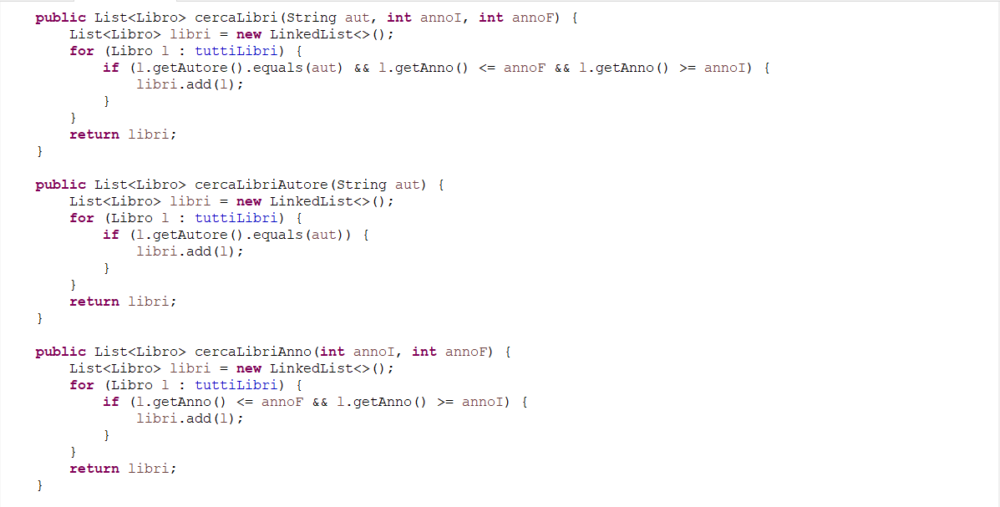 public List<Libro> cercaLibri(String aut, int annoI, int annoF) {
List<Libro> libri = new LinkedList<>();
for (Libro l : tuttiLibri) {
if (l.getAutore().equals(aut) && l.getAnno() <= annoF && l.getAnno() >= annoI) {
libri.add(l);
}
}
return libri;
}
public List<Libro> cercaLibriAutore(String aut) {
List<Libro> libri = new LinkedList<>();
for (Libro l : tuttiLibri) {
if (l.getAutore().equals(aut)) {
libri.add(l);
}
}
return libri;
}
public List<Libro> cercaLibriAnno(int annoI, int annoF) {
List<Libro> libri = new LinkedList<>();
for (Libro l : tuttiLibri) {
if (l.getAnno() <= annoF && l.getAnno() >= annoI) {
libri.add(l);
}
}
return libri;
}